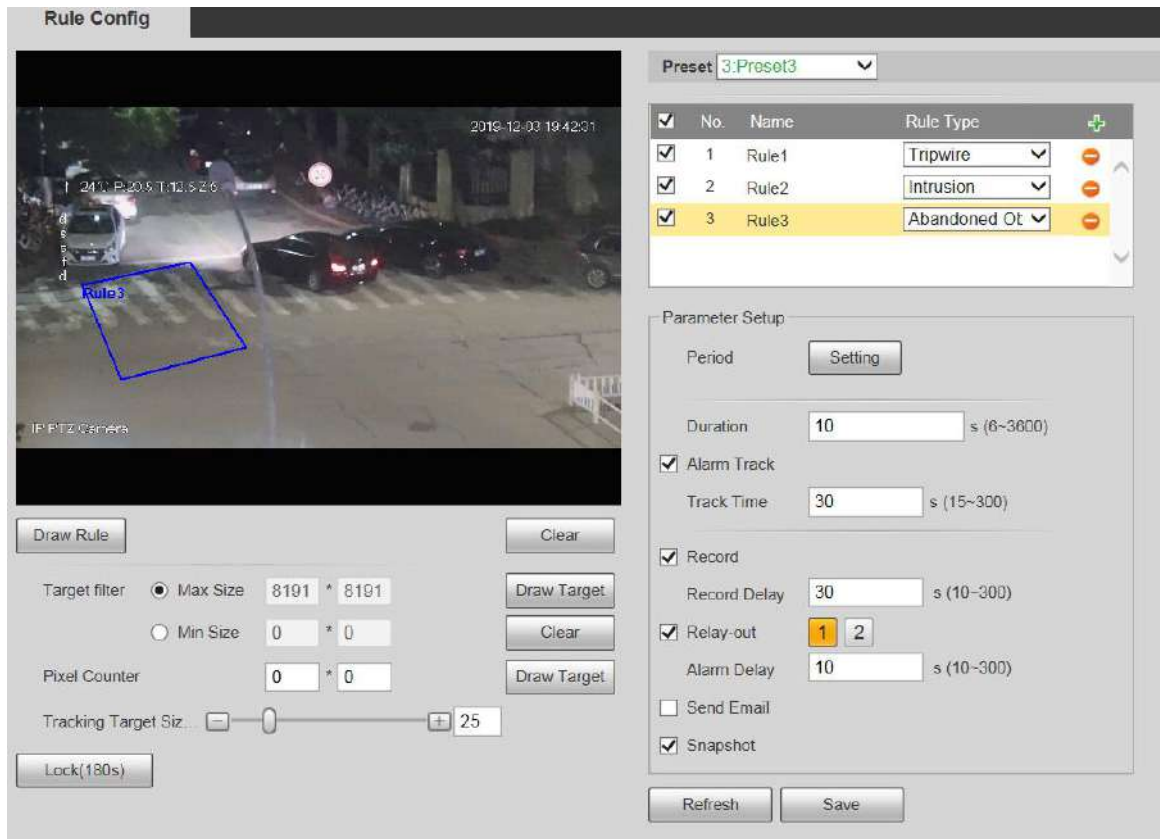 Rule Config
2019-12-03 19:42:31
d
s
f
d
Rule3
IP PTZ Camera
Draw Rule
Clear
Target filter Max Size 8191 * 8191 Draw Target
Min Size 0 * 0 Clear
Pixel Counter 0 * 0 Draw Target
Tracking Target Siz... 25
Lock(180s)
Preset 3:Preset3
No. Name Rule Type
1 Rule1 Tripwire
2 Rule2 Intrusion
3 Rule3 Abandoned Ob
Parameter Setup
Period Setting
Duration 10 s (6~3600)
Alarm Track
Track Time 30 s (15~300)
Record
Record Delay 30 s (10~300)
Relay-out 1 2
Alarm Delay 10 s (10~300)
Send Email
Snapshot
Refresh Save